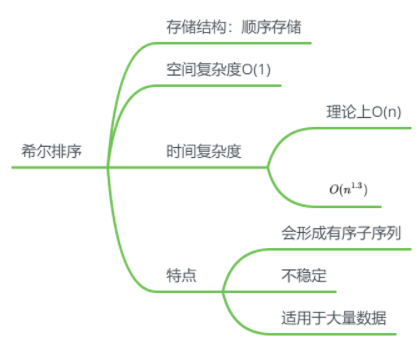 希尔排序
存储结构：顺序存储
空间复杂度O(1)
时间复杂度
理论上O(n)
O(n^{1.3})
特点
会形成有序子序列
不稳定
适用于大量数据